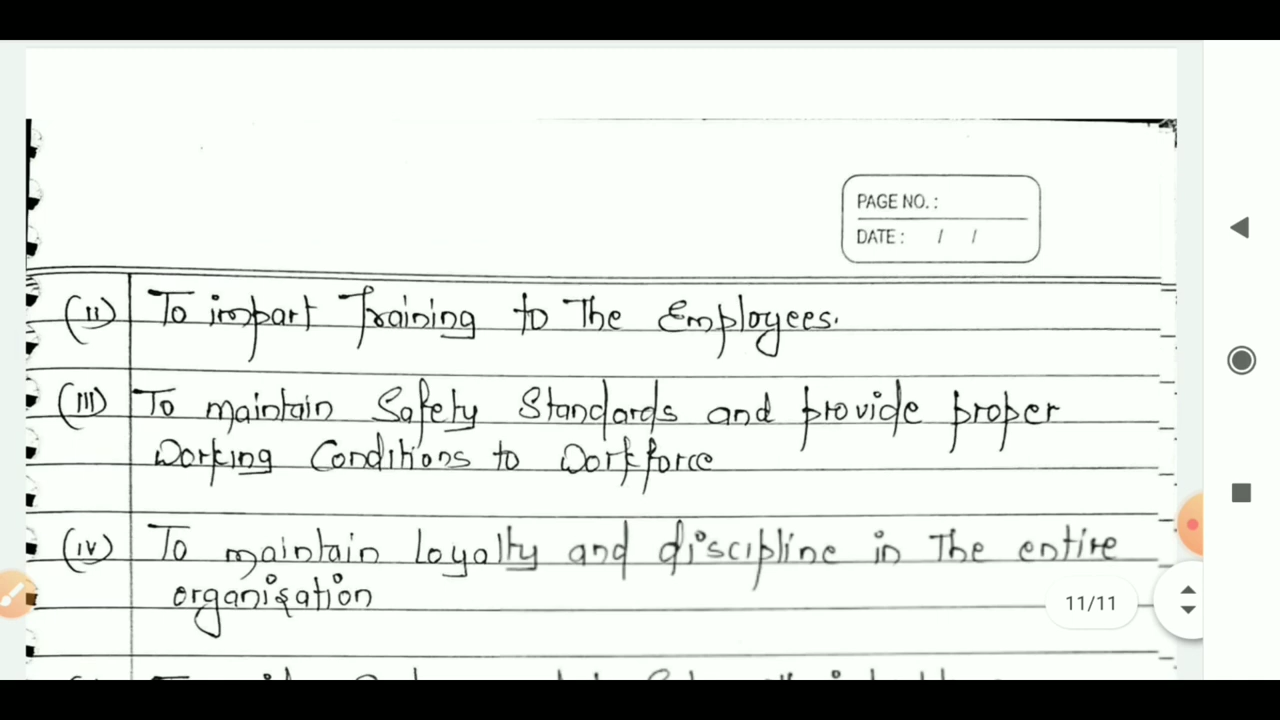 PAGE NO. :
DATE : / /
(II) To impart Training to The Employees.
(III) To maintain Safety Standards and provide proper
Working Conditions to Workforce
(IV) To maintain Loyalty and discipline in The entire
organisation
11/11